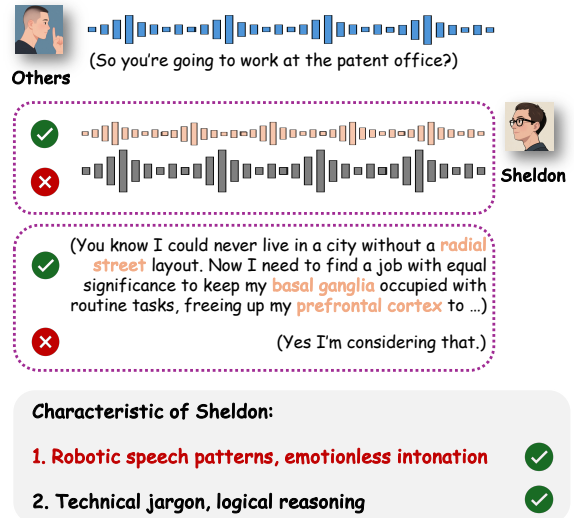 (So you're going to work at the patent office?)
Others
Sheldon
(You know I could never live in a city without a radial
street layout. Now I need to find a job with equal
significance to keep my basal ganglia occupied with
routine tasks, freeing up my prefrontal cortex to …)
(Yes I'm considering that.)
Characteristic of Sheldon:
1. Robotic speech patterns, emotionless intonation
2. Technical jargon, logical reasoning